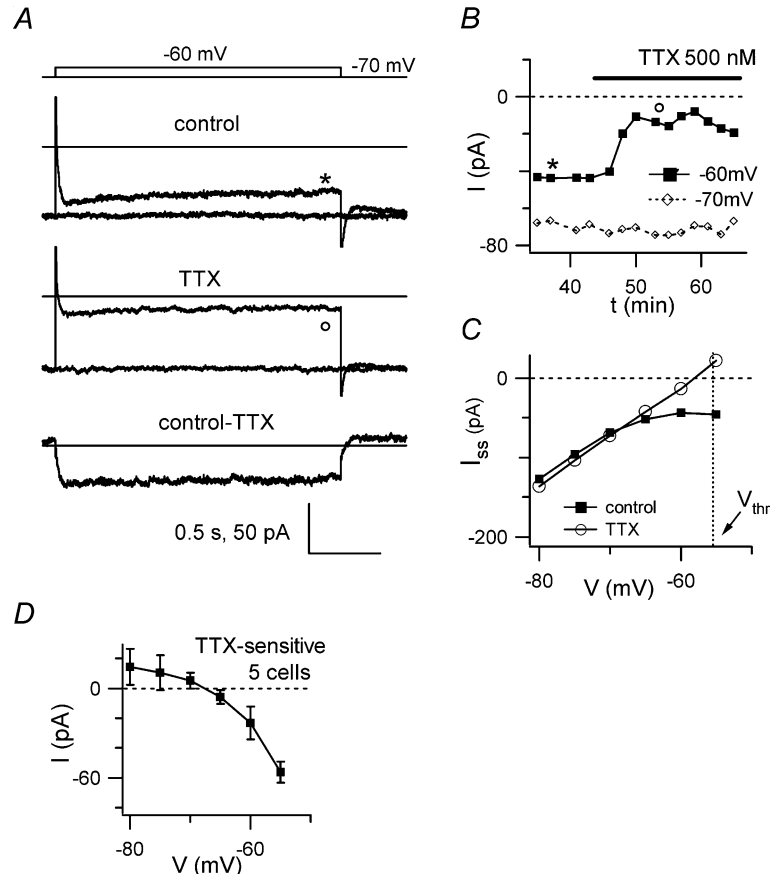 A
-60 mV
-70 mV
control
*
TTX
control-TTX
0.5 s, 50 pA
B
TTX 500 nM
0
I (pA)
*
-60mV
-70mV
-80
40 50 60
t (min)
C
0
Iss (pA)
control
TTX
Vthr
-200
-80 -60
V (mV)
D
TTX-sensitive
5 cells
0
I (pA)
-60
-80 -60
V (mV)